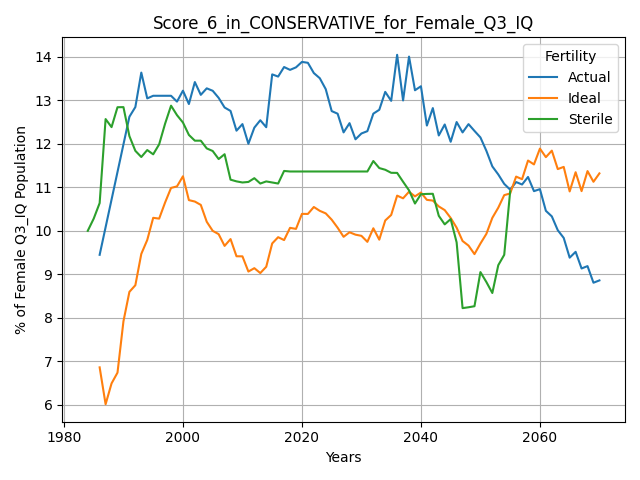 Score_6_in_CONSERVATIVE_for_Female_Q3_IQ
% of Female Q3_IQ Population
14
13
12
11
10
9
8
7
6
Fertility
Actual
Ideal
Sterile
1980
2000
2020
2040
2060
Years